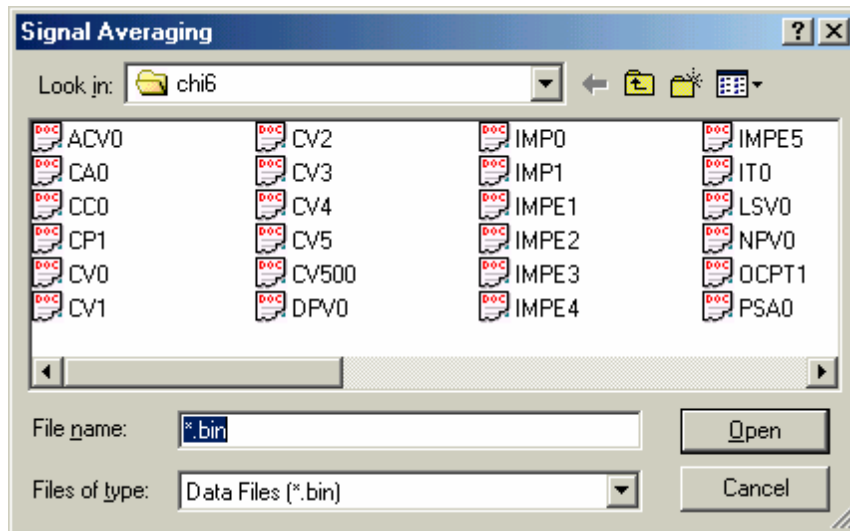 Signal Averaging
Look in: chi6
ACV0 CV2 IMP0 IMPE5
CA0 CV3 IMP1 IT0
CC0 CV4 IMPE1 LSV0
CP1 CV5 IMPE2 NPV0
CV0 CV500 IMPE3 OCPT1
CV1 DPV0 IMPE4 PSA0
File name: *.bin Open
Files of type: Data Files (*.bin) Cancel